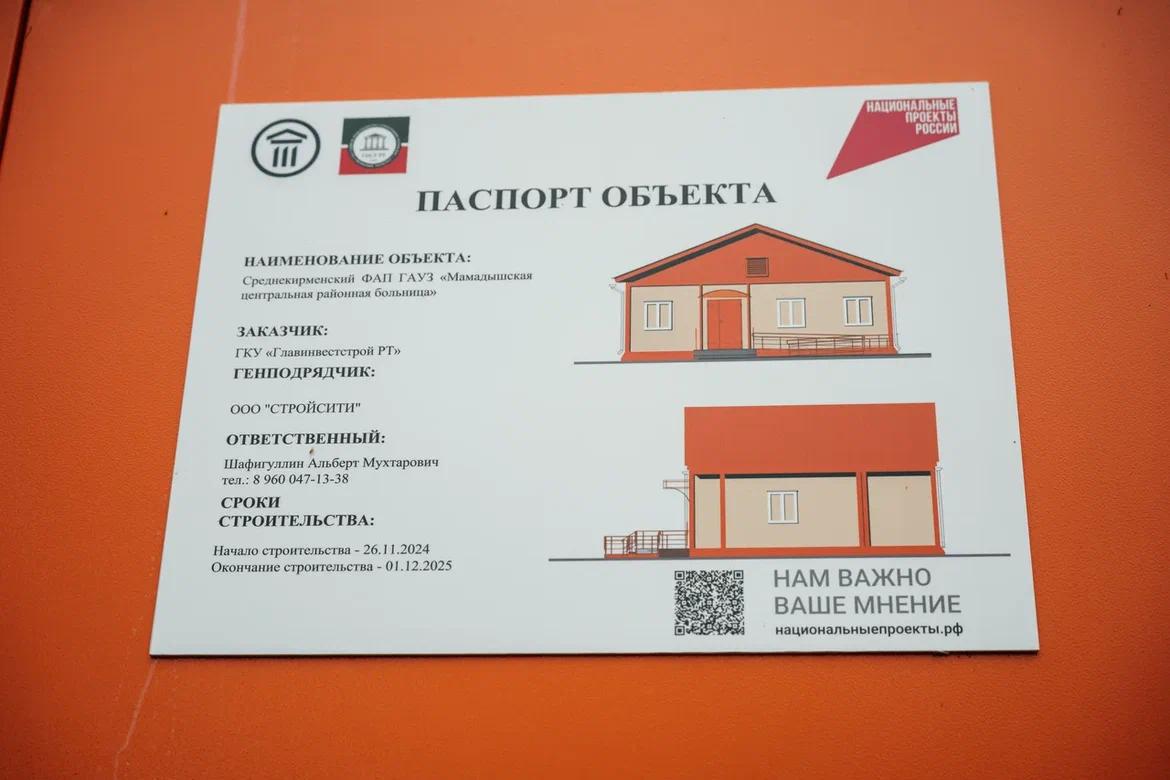 НАЦИОНАЛЬНЫЕ
ПРОЕКТЫ
РОССИИ
ПАСПОРТ ОБЪЕКТА
НАИМЕНОВАНИЕ ОБЪЕКТА:
Среднекирменский ФАП ГАУЗ «Мамадышская
центральная районная больница»
ЗАКАЗЧИК:
ГКУ «Главинвестстрой РТ»
ГЕНПОДРЯДЧИК:
ООО "СТРОЙСИТИ"
ОТВЕТСТВЕННЫЙ:
Шафигуллин Альберт Мухтарович
тел.: 8 960 047-13-38
СРОКИ
СТРОИТЕЛЬСТВА:
Начало строительства - 26.11.2024
Окончание строительства - 01.12.2025
НАМ ВАЖНО
ВАШЕ МНЕНИЕ
национальныепроекты.рф